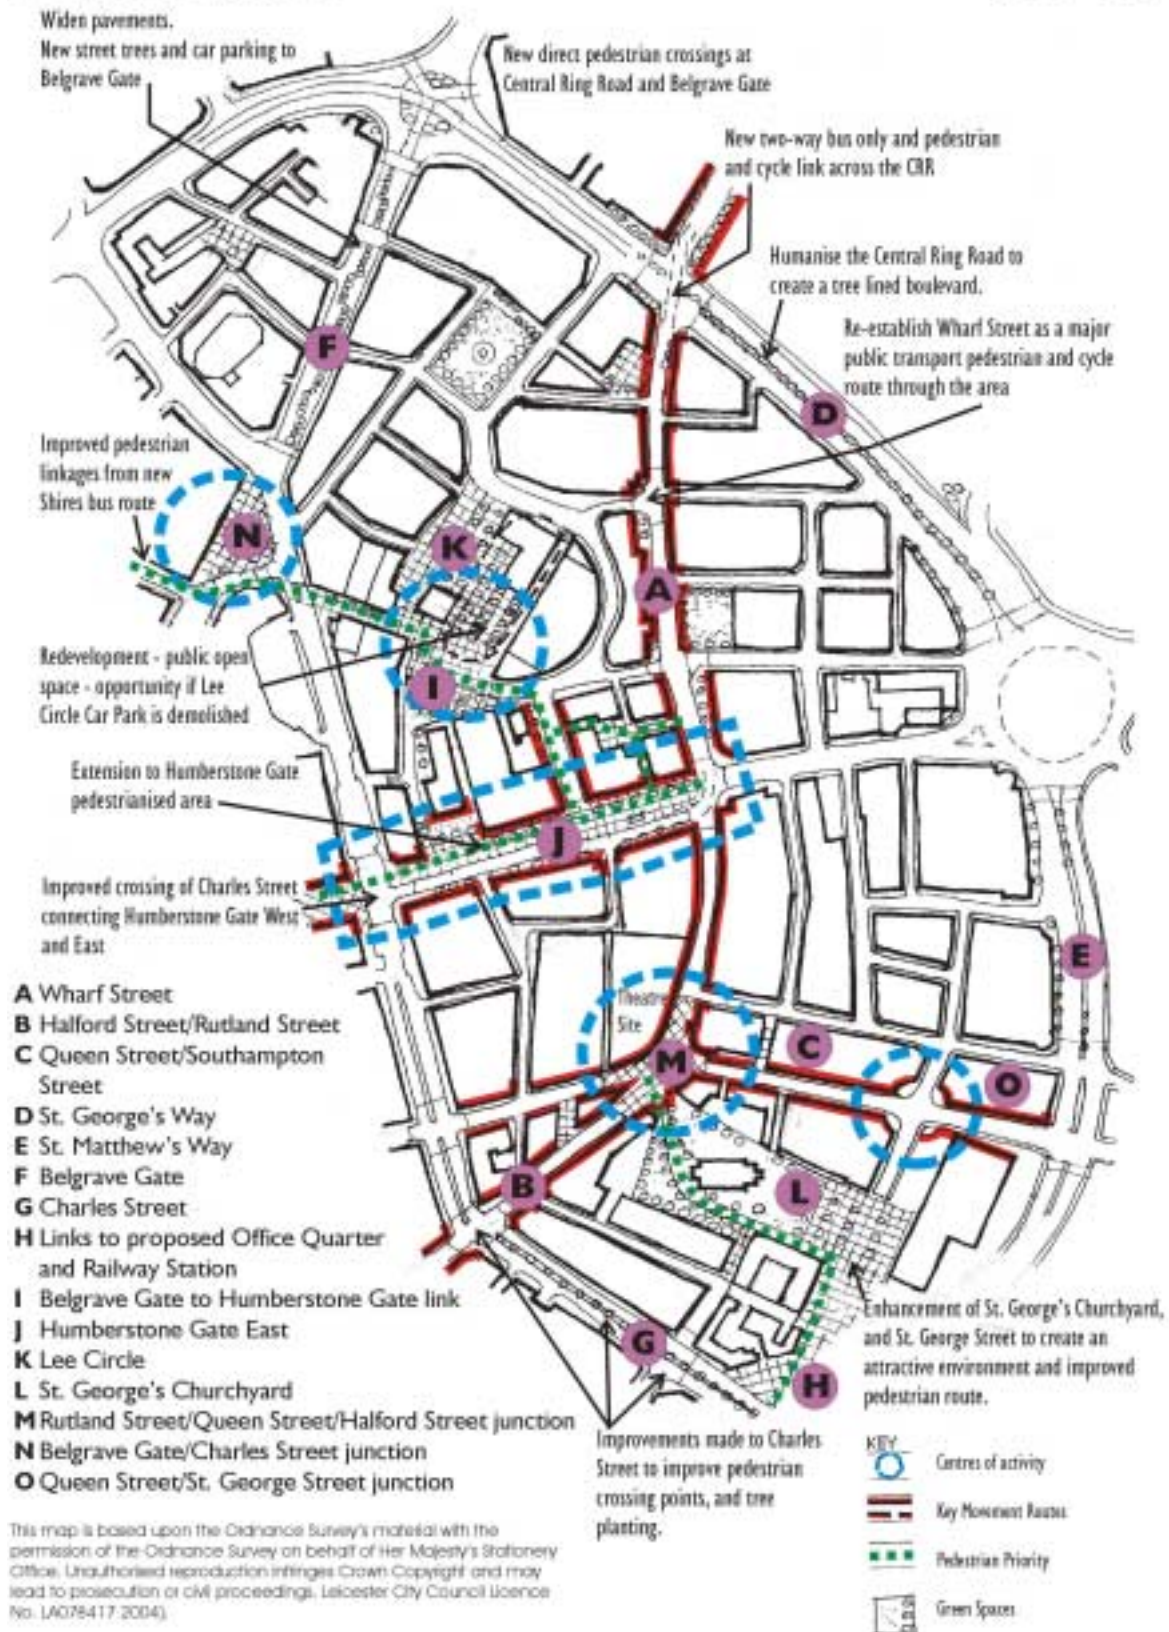 Widen pavements.
New street trees and car parking to
Belgrave Gate
New direct pedestrian crossings at
Central Ring Road and Belgrave Gate
New two-way bus only and pedestrian
and cycle link across the CRR
Humanise the Central Ring Road to
create a tree lined boulevard.
Re-establish Wharf Street as a major
public transport pedestrian and cycle
route through the area
F
D
Improved pedestrian
linkages from new
Shires bus route
N
K
A
Redevelopment - public open
space - opportunity if Lee
Circle Car Park is demolished
I
Extension to Humberstone Gate
pedestrianised area
J
Improved crossing of Charles Street
connecting Humberstone Gate West
and East
E
Theatre
Site
M
C
O
B
L
G
H
A Wharf Street
B Halford Street/Rutland Street
C Queen Street/Southampton
Street
D St. George's Way
E St. Matthew's Way
F Belgrave Gate
G Charles Street
H Links to proposed Office Quarter
and Railway Station
I Belgrave Gate to Humberstone Gate link
J Humberstone Gate East
K Lee Circle
L St. George's Churchyard
M Rutland Street/Queen Street/Halford Street junction
N Belgrave Gate/Charles Street junction
O Queen Street/St. George Street junction
Enhancement of St. George's Churchyard,
and St. George Street to create an
attractive environment and improved
pedestrian route.
Improvements made to Charles
Street to improve pedestrian
crossing points, and tree
planting.
KEY
Centres of activity
Key Movement Routes
Pedestrian Priority
Green Spaces
This map is based upon the Ordnance Survey's material with the
permission of the Ordnance Survey on behalf of Her Majesty's Stationery
Office. Unauthorised reproduction infringes Crown Copyright and may
lead to prosecution or civil proceedings. Leicester City Council Licence
No. LA078417 2004).